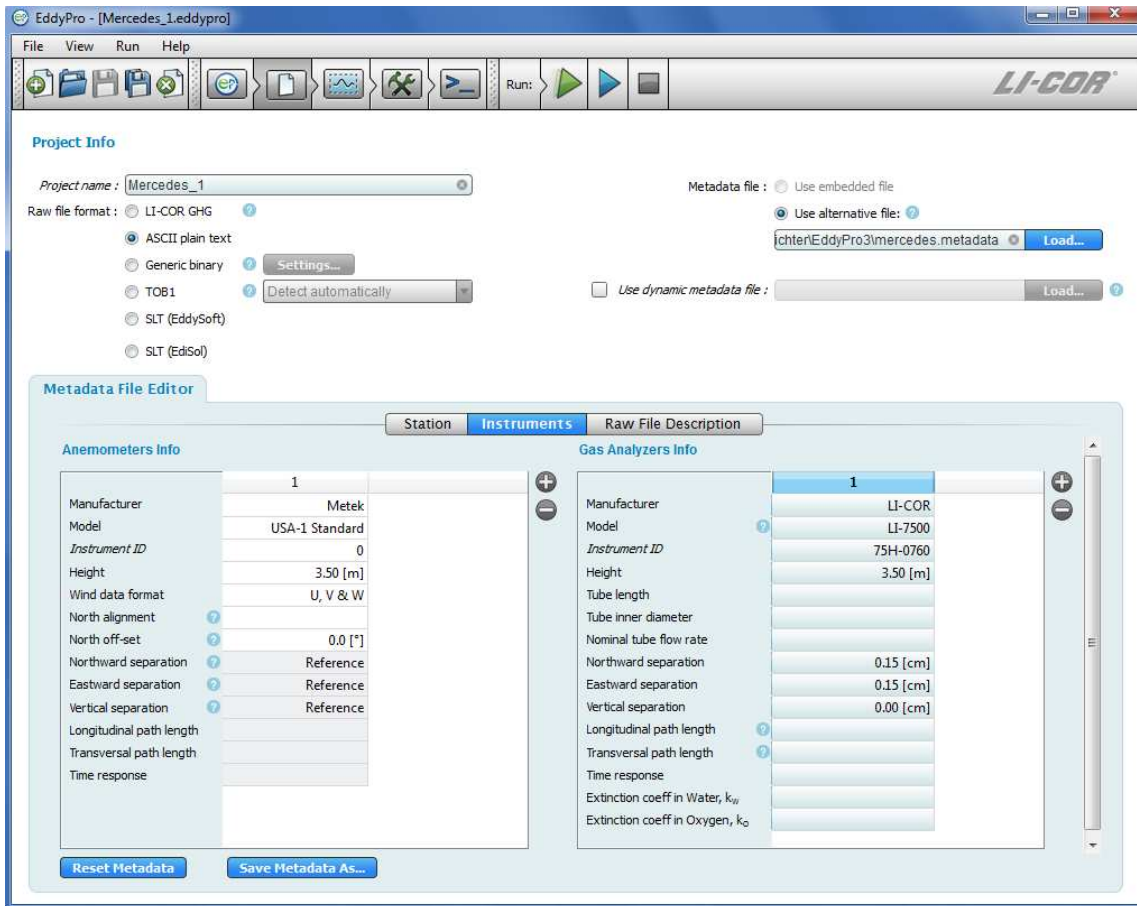 EddyPro - [Mercedes_1.eddypro]
File View Run Help
Run: LI-COR
Project Info
Project name : Mercedes_1
Metadata file : Use embedded file
Raw file format : LI-COR GHG
Use alternative file:
ASCII plain text
ichter\EddyPro3\mercedes.metadata Load...
Generic binary Settings...
TOB1 Detect automatically
Use dynamic metadata file : Load...
SLT (EddySoft)
SLT (EdiSol)
Metadata File Editor
Station Instruments Raw File Description
Anemometers Info
1
Manufacturer Metek
Model USA-1 Standard
Instrument ID 0
Height 3.50 [m]
Wind data format U, V & W
North alignment
North off-set 0.0 [°]
Northward separation Reference
Eastward separation Reference
Vertical separation Reference
Longitudinal path length
Transversal path length
Time response
Gas Analyzers Info
1
Manufacturer LI-COR
Model LI-7500
Instrument ID 75H-0760
Height 3.50 [m]
Tube length
Tube inner diameter
Nominal tube flow rate
Northward separation 0.15 [cm]
Eastward separation 0.15 [cm]
Vertical separation 0.00 [cm]
Longitudinal path length
Transversal path length
Time response
Extinction coeff in Water, kw
Extinction coeff in Oxygen, ko
Reset Metadata Save Metadata As...